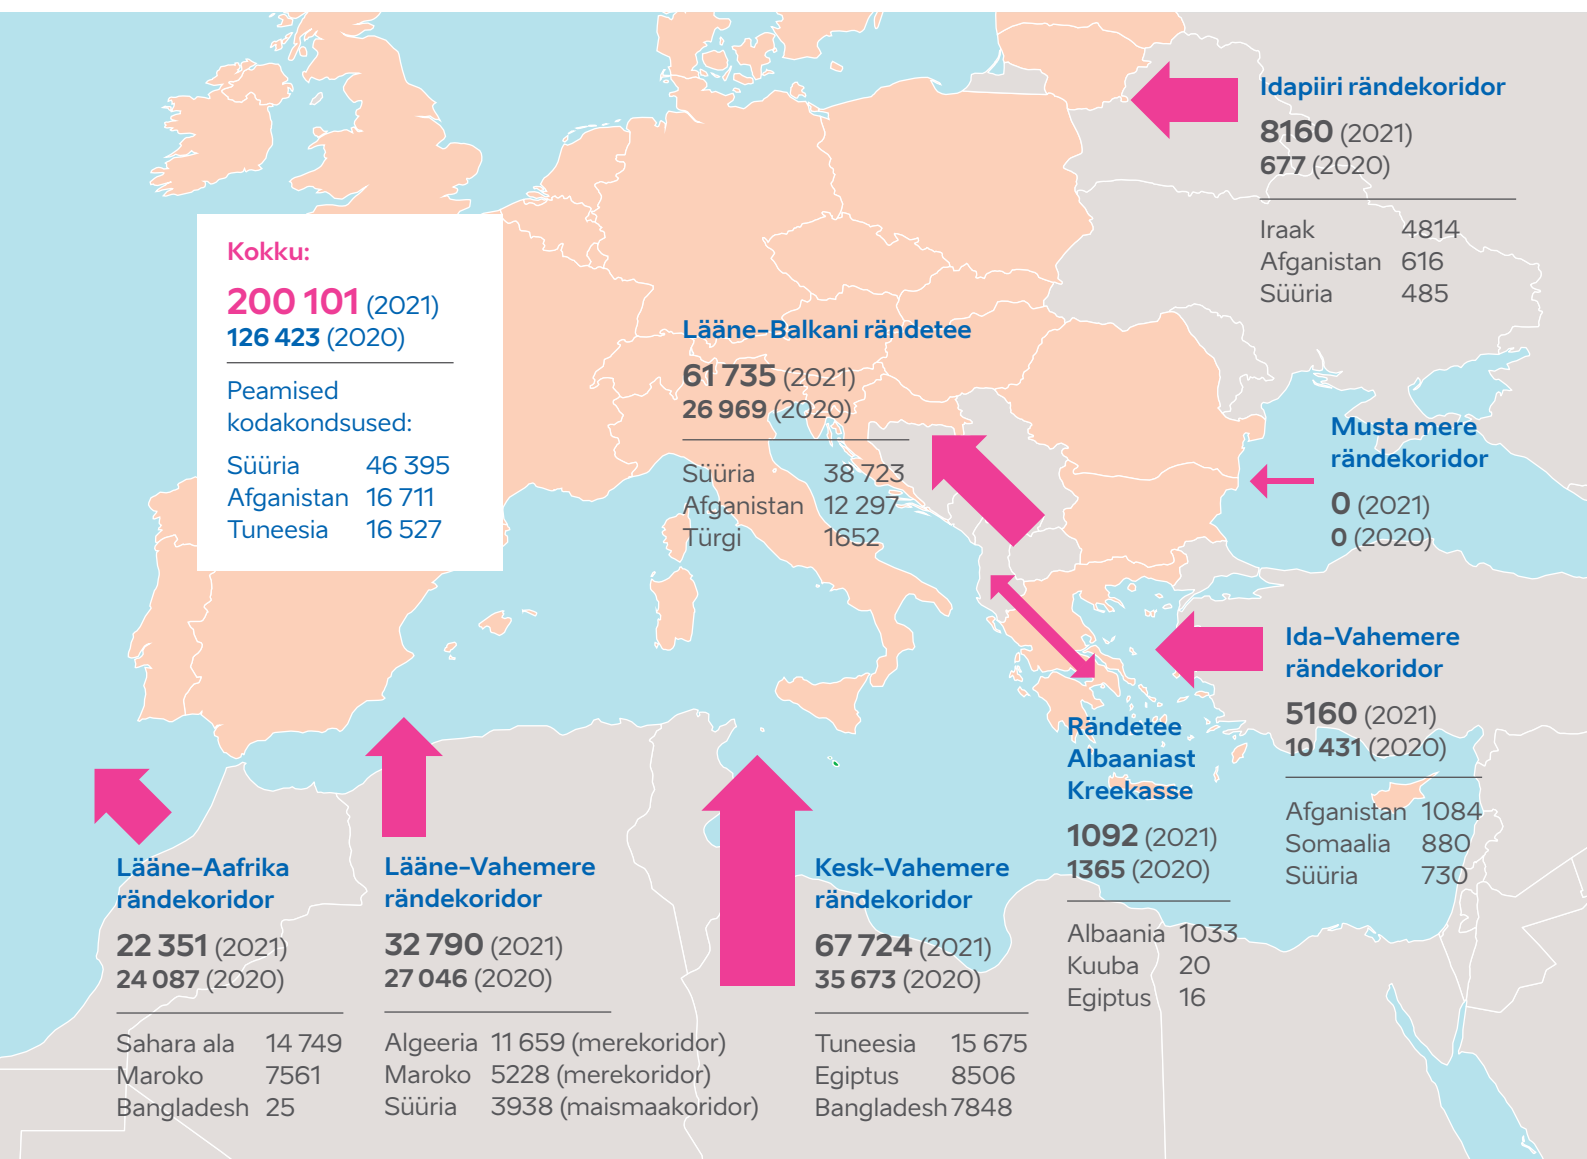 Kokku:
200 101 (2021)
126 423 (2020)
Peamised
kodakondsused:
Süüria 46 395
Afganistan 16 711
Tuneesia 16 527
Idapiiri rändekoridor
8160 (2021)
677 (2020)
Iraak 4814
Afganistan 616
Süüria 485
Lääne-Balkani rändetee
61 735 (2021)
26 969 (2020)
Süüria 38 723
Afganistan 12 297
Türgi 1652
Musta mere
rändekoridor
0 (2021)
0 (2020)
Ida-Vahemere
rändekoridor
5160 (2021)
10 431 (2020)
Afganistan 1084
Somaalia 880
Süüria 730
Rändetee
Albaaniast
Kreekasse
1092 (2021)
1365 (2020)
Albaania 1033
Kuuba 20
Egiptus 16
Lääne-Aafrika
rändekoridor
22 351 (2021)
24 087 (2020)
Sahara ala 14 749
Maroko 7561
Bangladesh 25
Lääne-Vahemere
rändekoridor
32 790 (2021)
27 046 (2020)
Algeeria 11 659 (merekoridor)
Maroko 5228 (merekoridor)
Süüria 3938 (maismaakoridor)
Kesk-Vahemere
rändekoridor
67 724 (2021)
35 673 (2020)
Tuneesia 15 675
Egiptus 8506
Bangladesh 7848